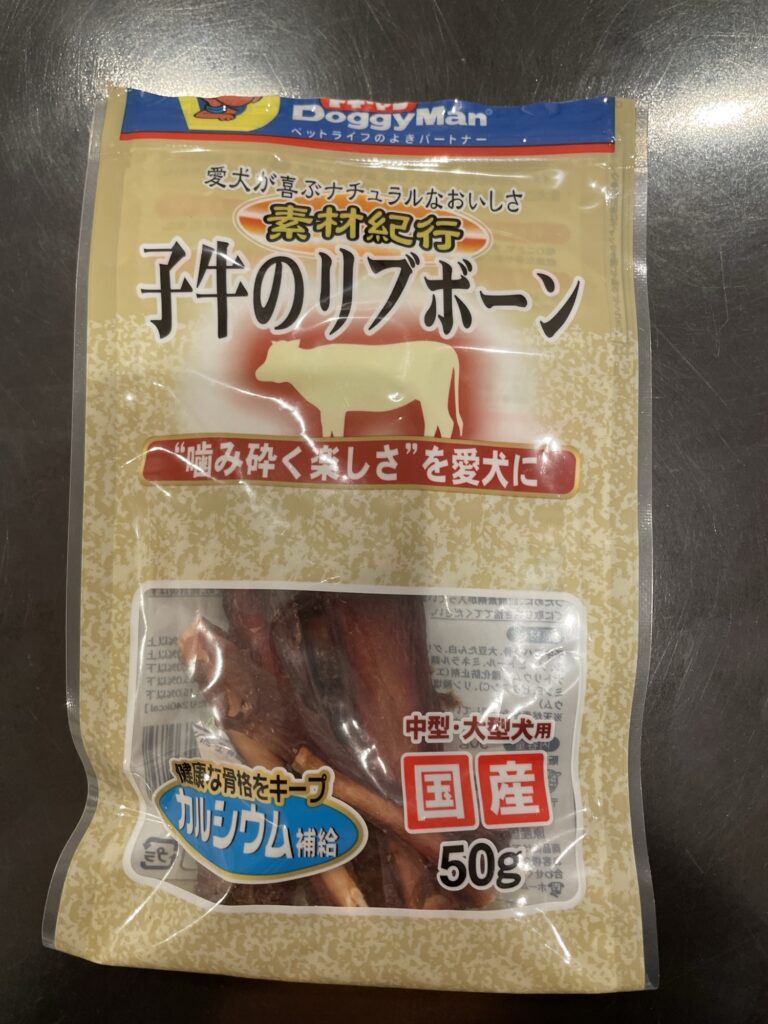 DoggyMan
ペットライフのよきパートナー
愛犬が喜ぶナチュラルなおいしさ
素材紀行
子牛のリブボーン
“噛み砕く楽しさ”を愛犬に
中型・大型犬用
国産
50g
健康な骨格をキープ
カルシウム補給
プラ